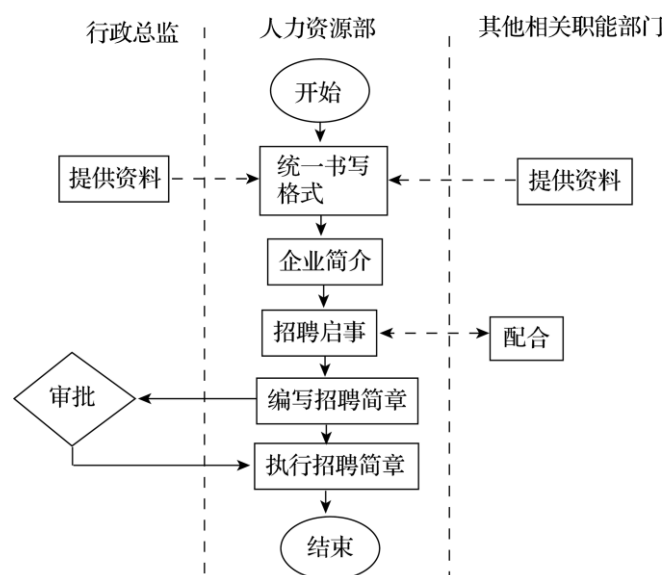 行政总监
人力资源部
其他相关职能部门
开始
提供资料
统一书写
格式
提供资料
企业简介
招聘启事
配合
审批
编写招聘简章
执行招聘简章
结束